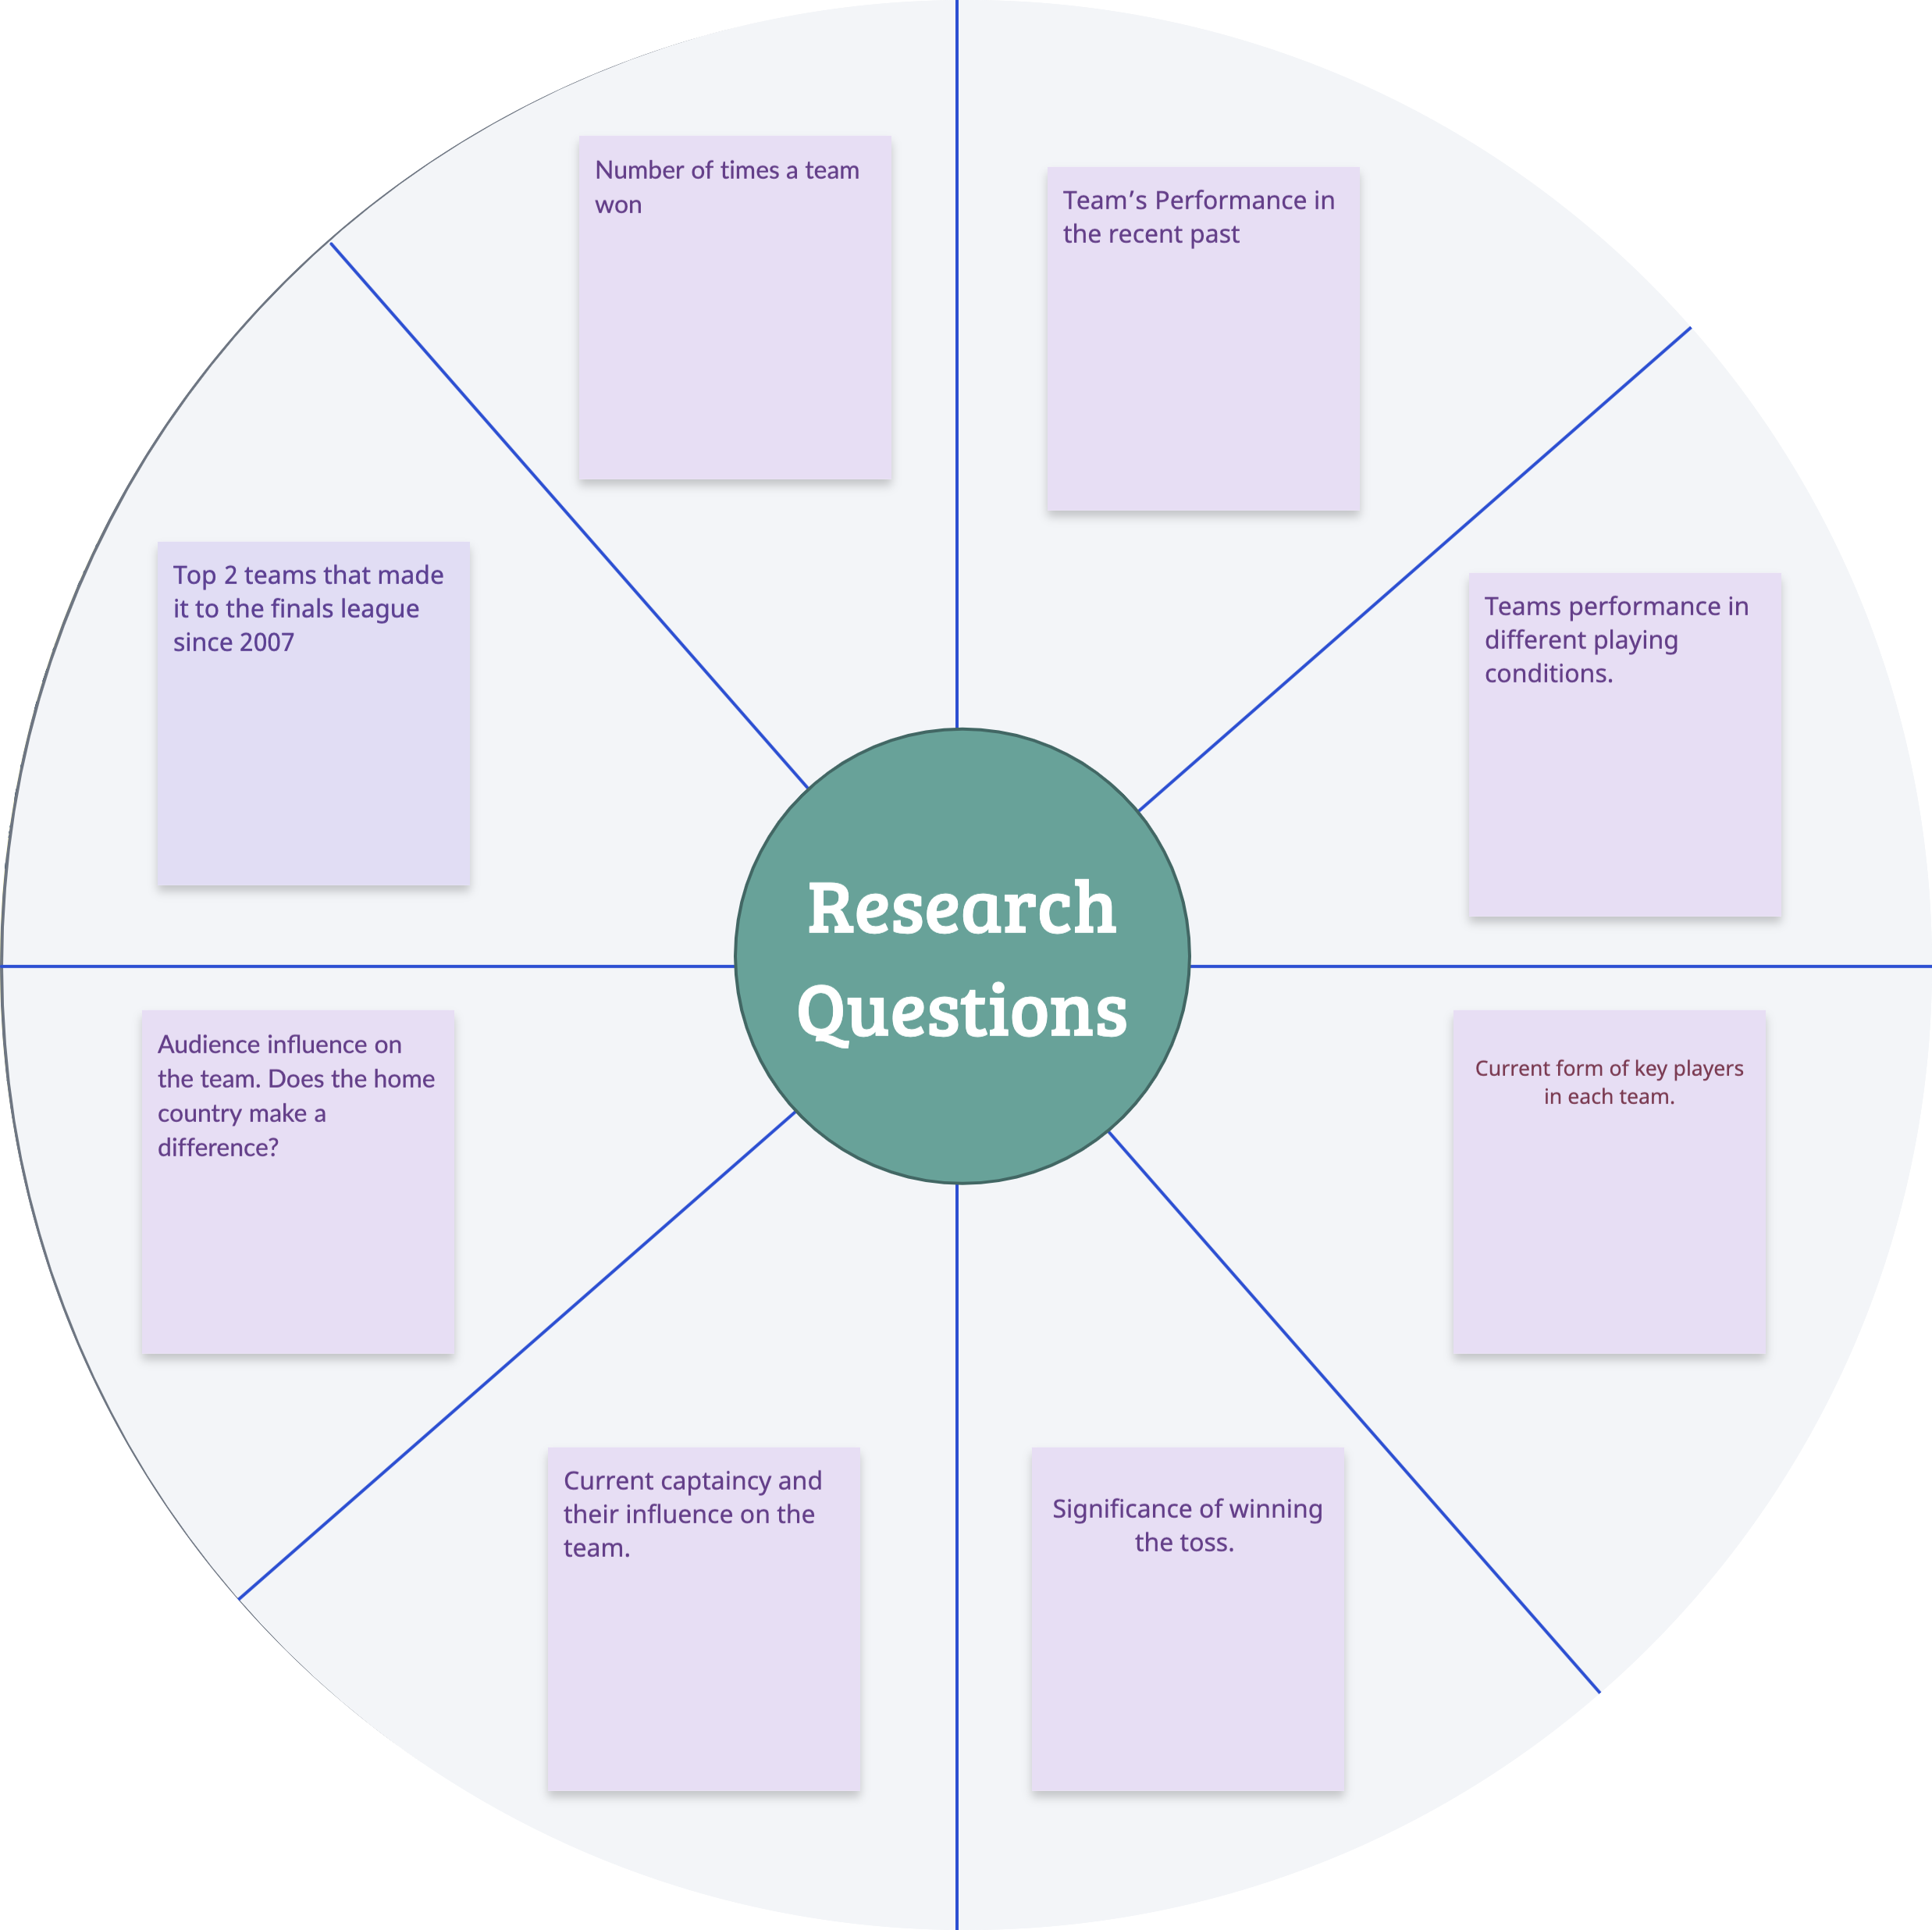 Number of times a team
won
Team’s Performance in
the recent past
Top 2 teams that made
it to the finals league
since 2007
Teams performance in
different playing
conditions.
Research
Questions
Audience influence on
the team. Does the home
country make a
difference?
Current form of key players
in each team.
Current captaincy and
their influence on the
team.
Significance of winning
the toss.